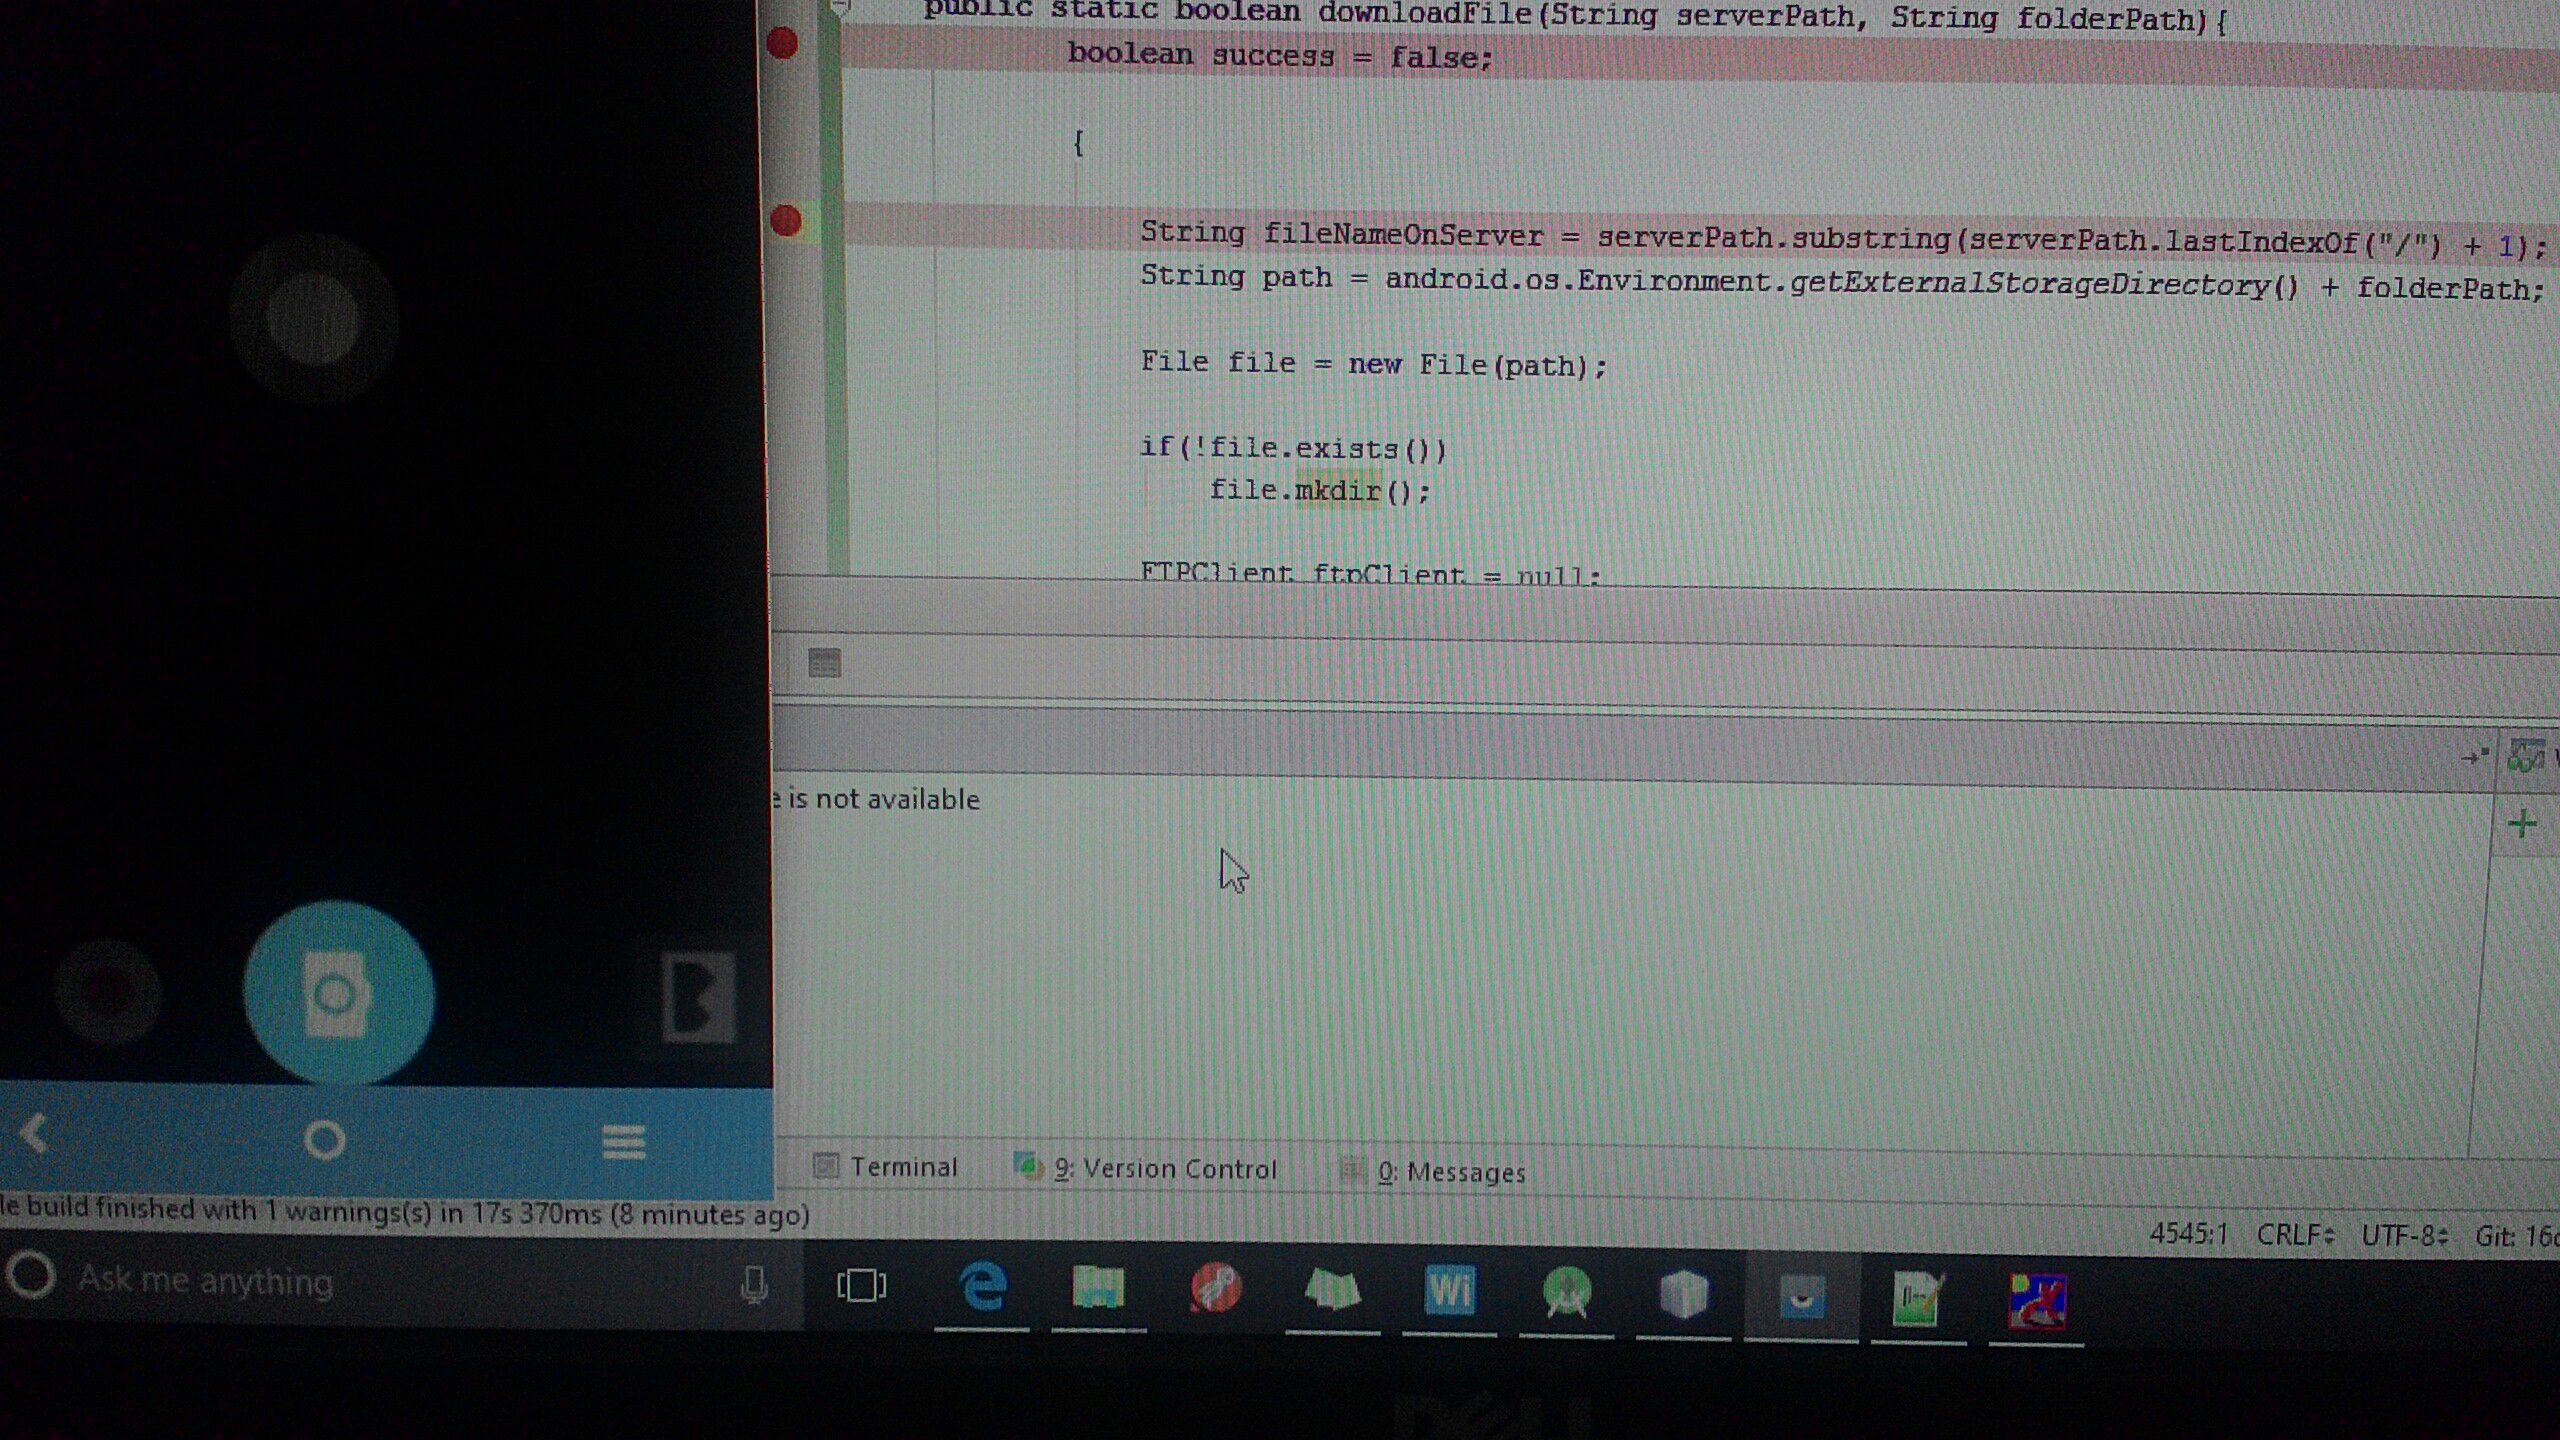 public static boolean downloadFile(String serverPath, String folderPath){
boolean success = false;
{
String fileNameOnServer = serverPath.substring(serverPath.lastIndexOf("/") + 1);
String path = android.os.Environment.getExternalStorageDirectory() + folderPath;
File file = new File(path);
if(!file.exists())
file.mkdir();
FTPClient ftpClient = null;
e is not available
Terminal 9: Version Control 0: Messages
le build finished with 1 warnings(s) in 17s 370ms (8 minutes ago)
4545:1 CRLF UTF-8 Git: 16
Ask me anything
Wi